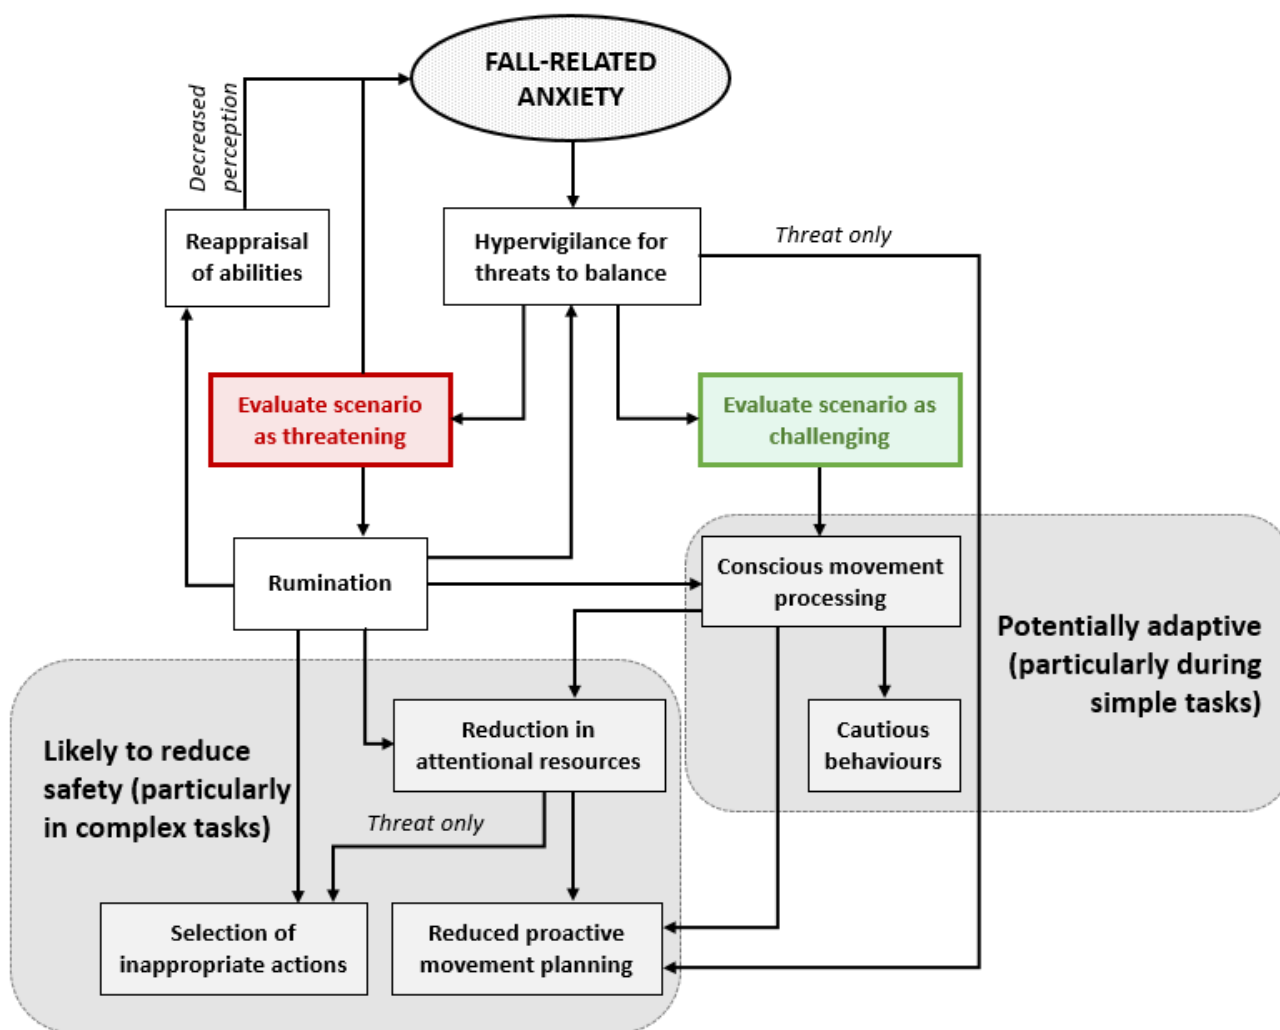 FALL-RELATED
ANXIETY
Decreased
perception
Reappraisal
of abilities
Hypervigilance for
threats to balance
Threat only
Evaluate scenario
as threatening
Evaluate scenario as
challenging
Rumination
Conscious movement
processing
Potentially adaptive
(particularly during
simple tasks)
Likely to reduce
safety (particularly
in complex tasks)
Reduction in
attentional resources
Cautious
behaviours
Threat only
Selection of
inappropriate actions
Reduced proactive
movement planning